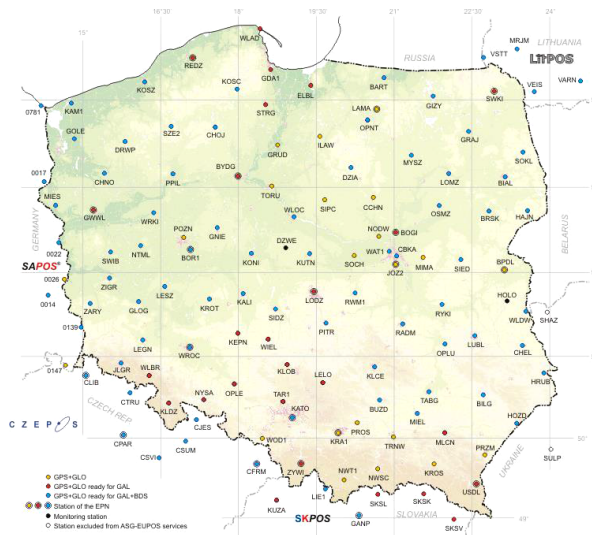 WLAD
MRJM
LITHUANIA
15°
16°30'
18°
19°30'
21°
22°30'
24°
VSTT
LITPOS
REDZ
RUSSIA
GDA1
KOSC
BART
VARN
KOSZ
ELBL
SWKI
VEIS
GIZY
0781
KAM1
STRG
LAMA
OPNT
GOLE
SZE2
CHOJ
GRAJ
DRWP
ILAW
GRUD
MYSZ
SOKL
0017
CHNO
PPIL
BYDG
DZIA
LOMZ
BIAL
MIES
TORU
SIPC
CCHN
GWWL
WRKI
WLOC
OSMZ
BRSK
HAJN
GERMANY
POZN
GNIE
NODW
BOGI
BELARUS
DZWE
WAT1
CBKA
0022
SWIB
NTML
BOR1
KONI
KUTN
SOCH
JOZ2
MIMA
SIED
BPDL
SAPOS®
0026
ZIGR
LESZ
KALI
LODZ
RWM1
HOLO
0014
ZARY
GLOG
KROT
SIDZ
RYKI
WLDW
SHAZ
0139
PITR
RADM
LEGN
KEPN
WIEL
OPLU
LUBL
CHEL
WROC
0147
JLGR
WLBR
KLOB
LELO
KLCE
HRUB
CLIB
CTRU
NYSA
OPLE
TAR1
TABG
BILG
KLDZ
KATO
BUZD
CZECH REP
CZEPOS
CJES
MIEL
HOZD
CPAR
CSUM
WOD1
KRA1
PROS
TRNW
MLCN
50°
CSVI
PRZM
SULP
UKRAINE
CFRM
ZYWI
NWT1
NWSC
KROS
USDL
GPS+GLO
GPS+GLO ready for GAL
GPS+GLO ready for GAL+BDS
Station of the EPN
Monitoring station
Station excluded from ASG-EUPOS services
KUZA
LIE1
SKSL
SKSK
SKPOS
GANP
SLOVAKIA
SKSV
49°